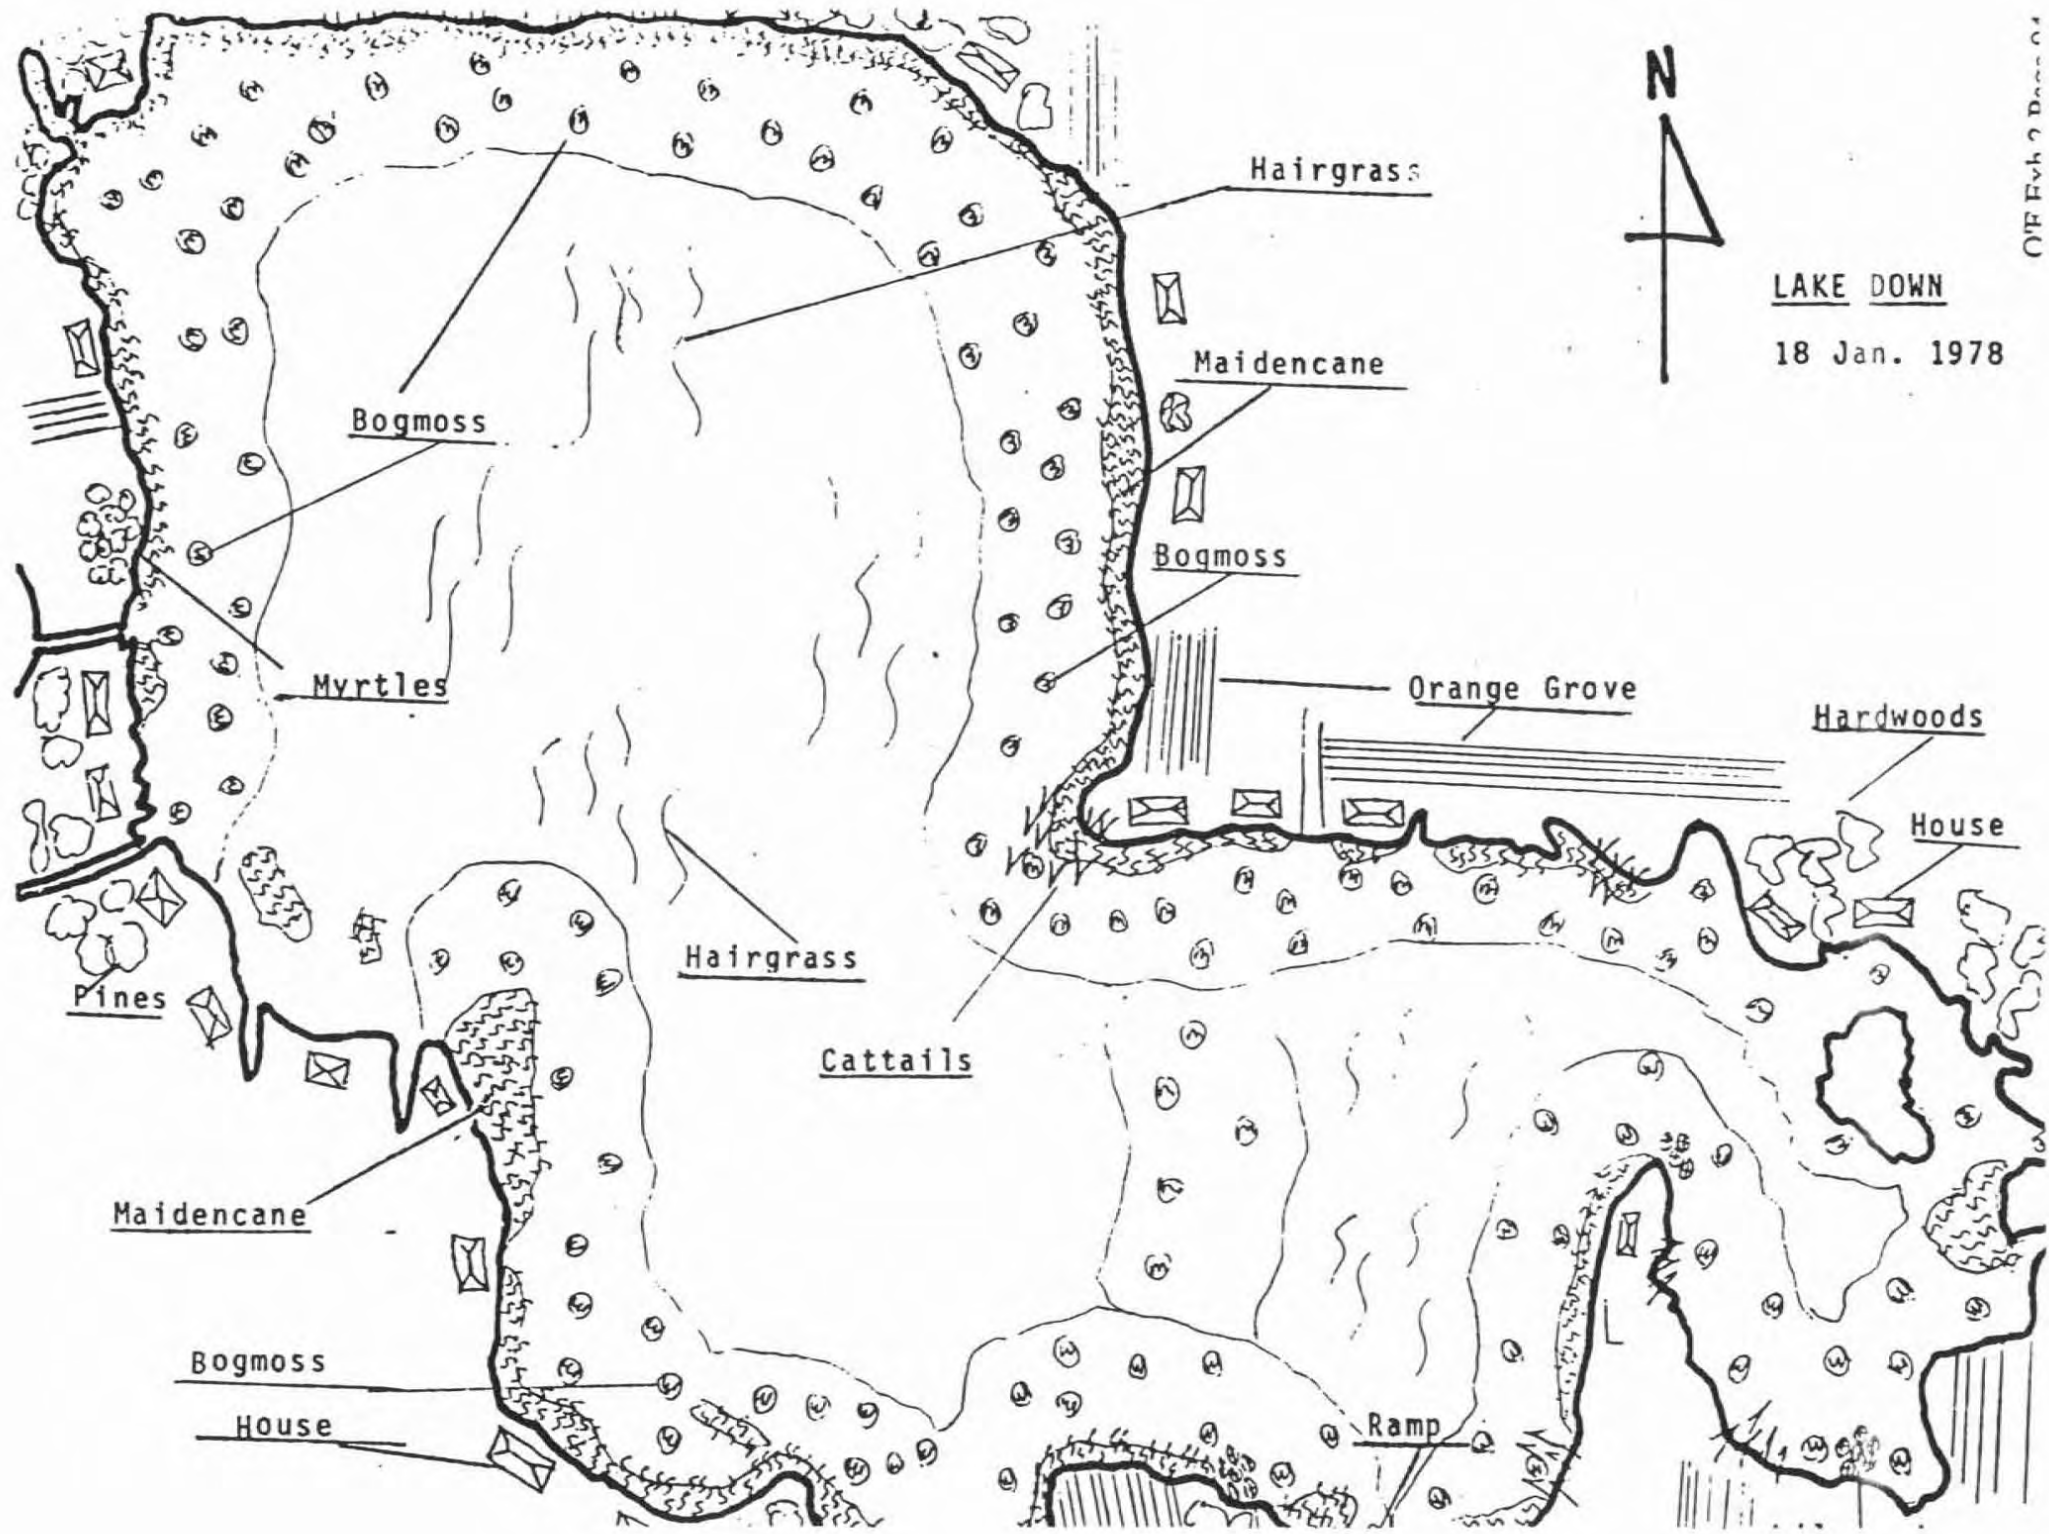 N
LAKE DOWN
18 Jan. 1978
Hairgrass
Maidencane
Bogmoss
Bogmoss
Myrtles
Orange Grove
Hardwoods
House
Hairgrass
Pines
Cattails
Maidencane
Bogmoss
House
Ramp